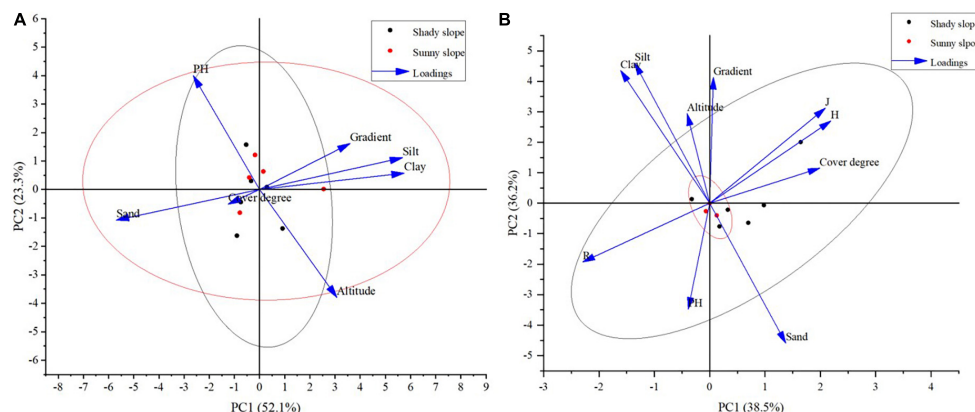 A
Shady slope
Sunny slope
Loadings
PH
Gradient
Silt
Clay
Cover degree
Sand
Altitude
PC2 (23.3%)
6
5
4
3
2
1
0
-1
-2
-3
-4
-5
-6
-8 -7 -6 -5 -4 -3 -2 -1 0 1 2 3 4 5 6 7 8 9
PC1 (52.1%)
B
Shady slope
Sunny slpoe
Loadings
Silt
Clay
Gradient
Altitude
J
H
Cover degree
R
PH
Sand
PC2 (36.2%)
5
4
3
2
1
0
-1
-2
-3
-4
-5
-3 -2 -1 0 1 2 3 4
PC1 (38.5%)